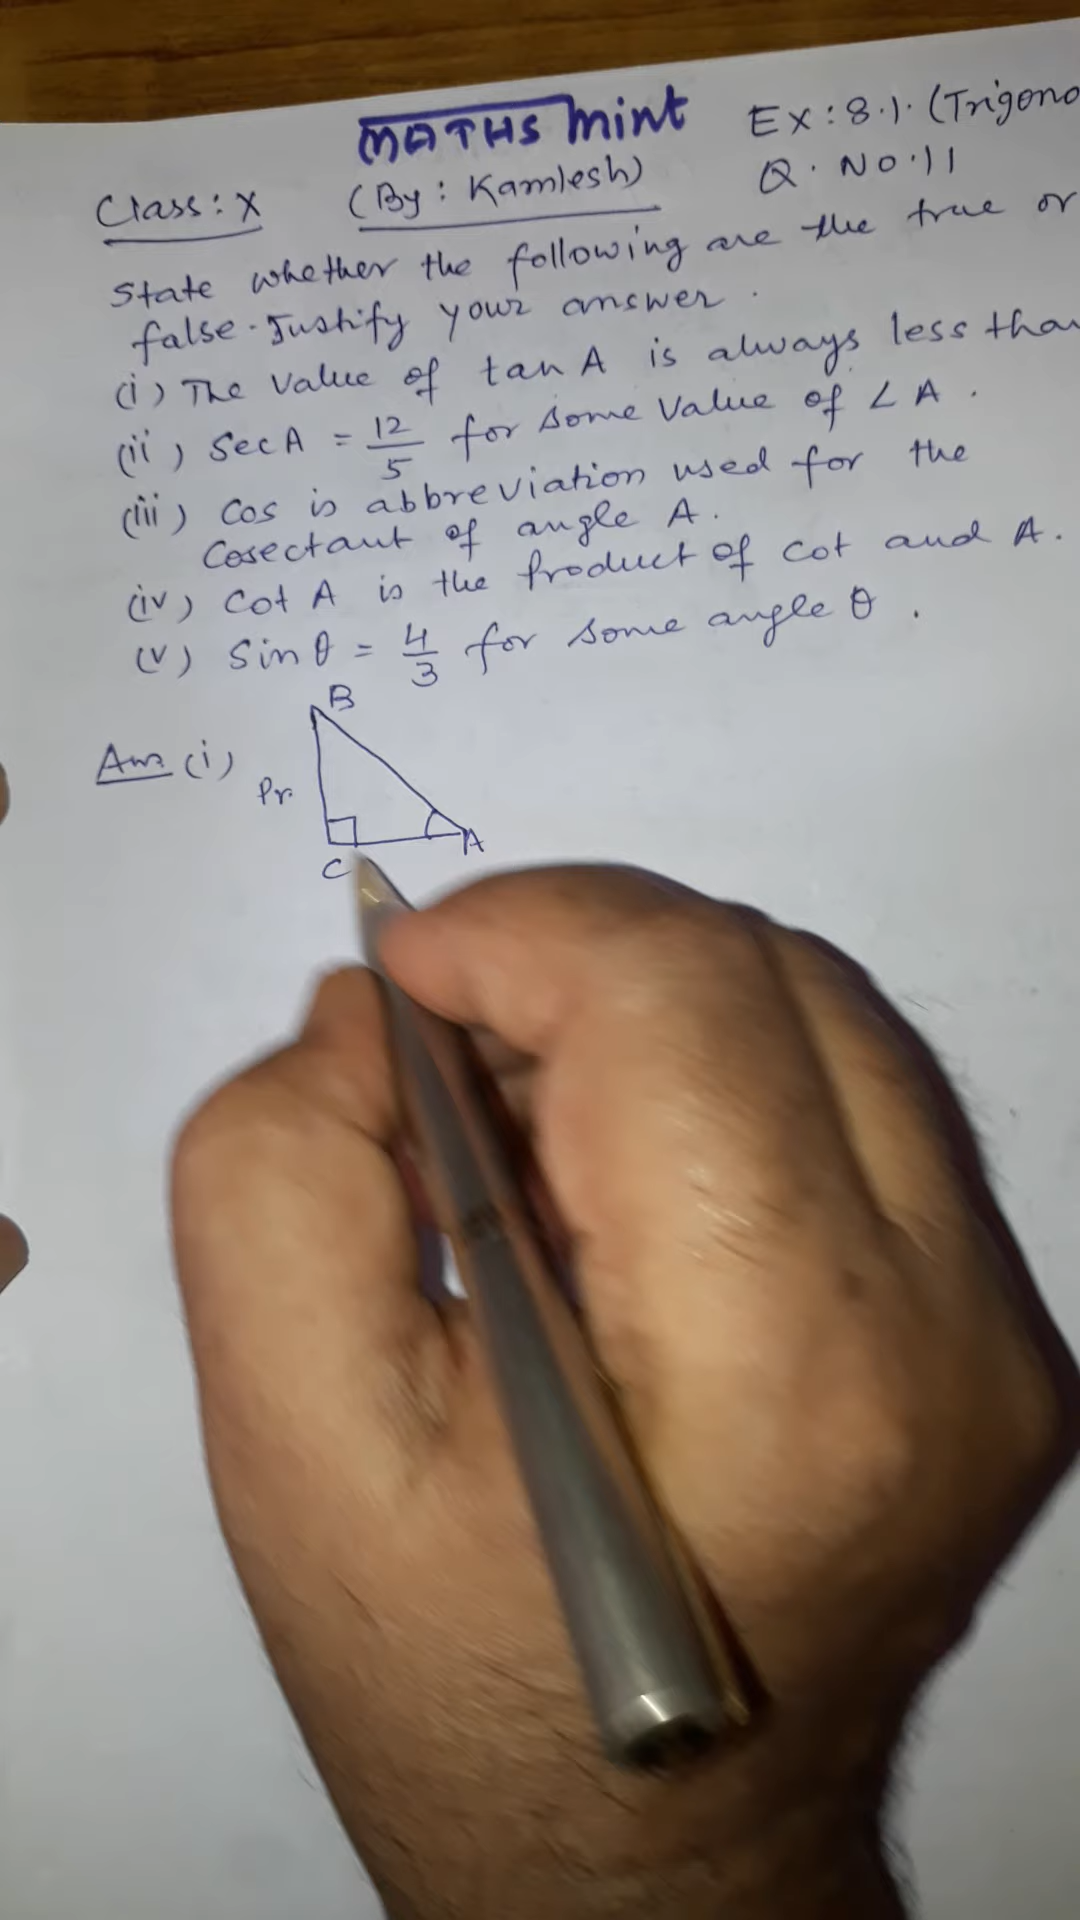 MATHS mint
Ex: 8.1. (Trigono
Class: X (By: Kamlesh) Q. No. 11
State whether the following are the true or
false. Justify your answer.
(i) The value of tan A is always less than
(ii) Sec A = 12/5 for some value of ∠A.
(iii) Cos is abbreviation used for the
Cosectant of angle A.
(iv) Cot A is the product of cot and A.
(v) Sin θ = 4/3 for some angle θ.
Ans (i)
B
Pr.
A
C